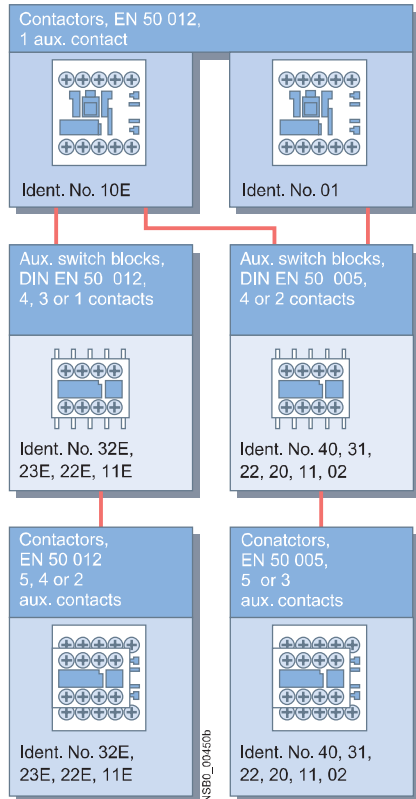 Contactors, EN 50 012,
1 aux. contact
Ident. No. 10E
Ident. No. 01
Aux. switch blocks,
DIN EN 50 012,
4, 3 or 1 contacts
Ident. No. 32E,
23E, 22E, 11E
Aux. switch blocks,
DIN EN 50 005,
4 or 2 contacts
Ident. No. 40, 31,
22, 20, 11, 02
Contactors,
EN 50 012
5, 4 or 2
aux. contacts
Ident. No. 32E,
23E, 22E, 11E
Conatctors,
EN 50 005,
5 or 3
aux. contacts
Ident. No. 40, 31,
22, 20, 11, 02
NSB0_00450b